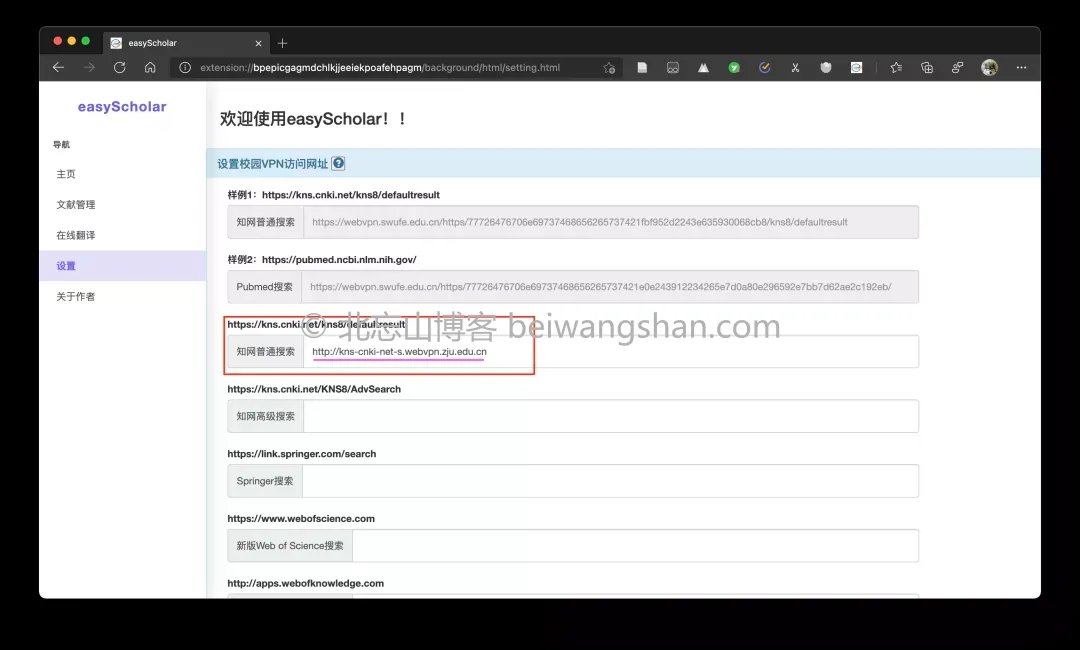 easyScholar
extension://bpepicgagmdchlkjjeeiekpoafehpagm/background/html/setting.html
easyScholar
导航
主页
文献管理
在线翻译
设置
关于作者
欢迎使用easyScholar！！
设置校园VPN访问网址
样例1：https://kns.cnki.net/kns8/defaultresult
知网普通搜索 https://webvpn.swufe.edu.cn/https/77726476706e69737468656265737421fbf952d2243e635930068cb8/kns8/defaultresult
样例2：https://pubmed.ncbi.nlm.nih.gov/
Pubmed搜索 https://webvpn.swufe.edu.cn/https/77726476706e69737468656265737421e0e243912234265e7d0a80e296592e7bb7d62ae2c192eb/
https://kns.cnki.net/kns8/defaultresult
© 北忘山博客 beiwangshan.com
知网普通搜索 http://kns-cnki-net-s.webvpn.zju.edu.cn
https://kns.cnki.net/KNS8/AdvSearch
知网高级搜索
https://link.springer.com/search
Springer搜索
https://www.webofscience.com
新版Web of Science搜索
http://apps.webofknowledge.com